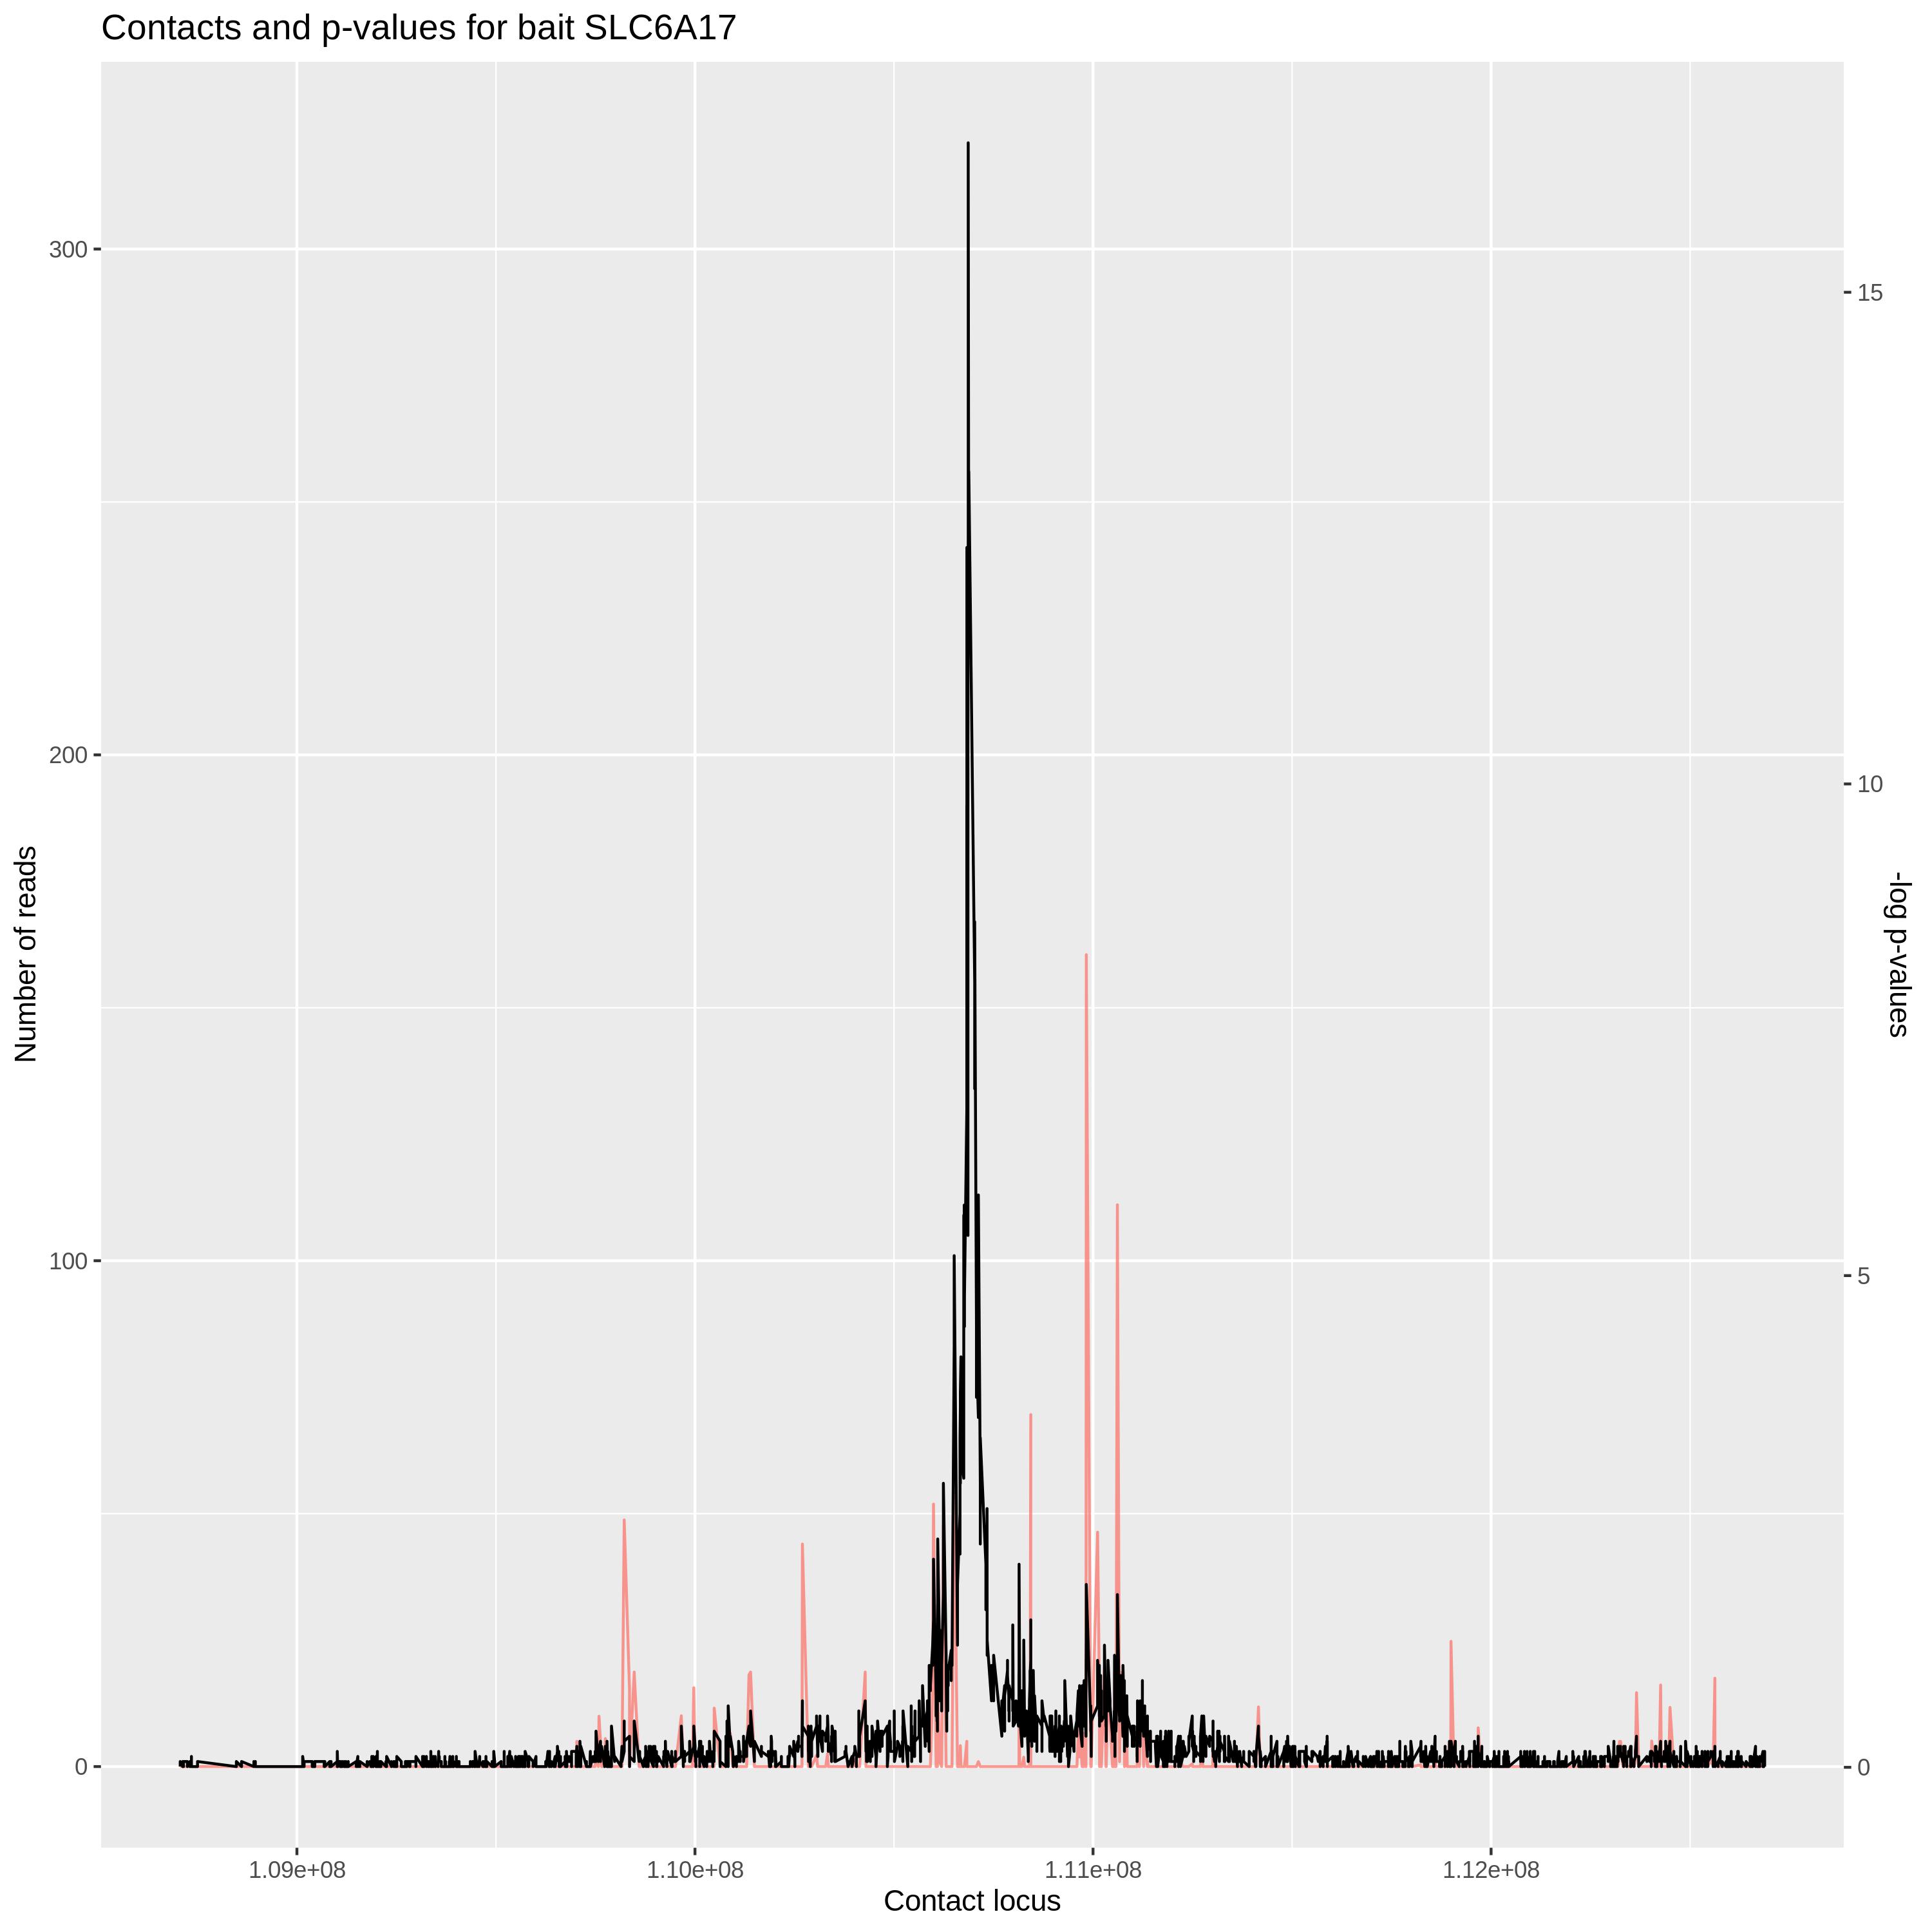 Contacts and p-values for bait SLC6A17
300
200
100
0
15
10
5
0
Number of reads
-log p-values
1.09e+08
1.10e+08
1.11e+08
1.12e+08
Contact locus